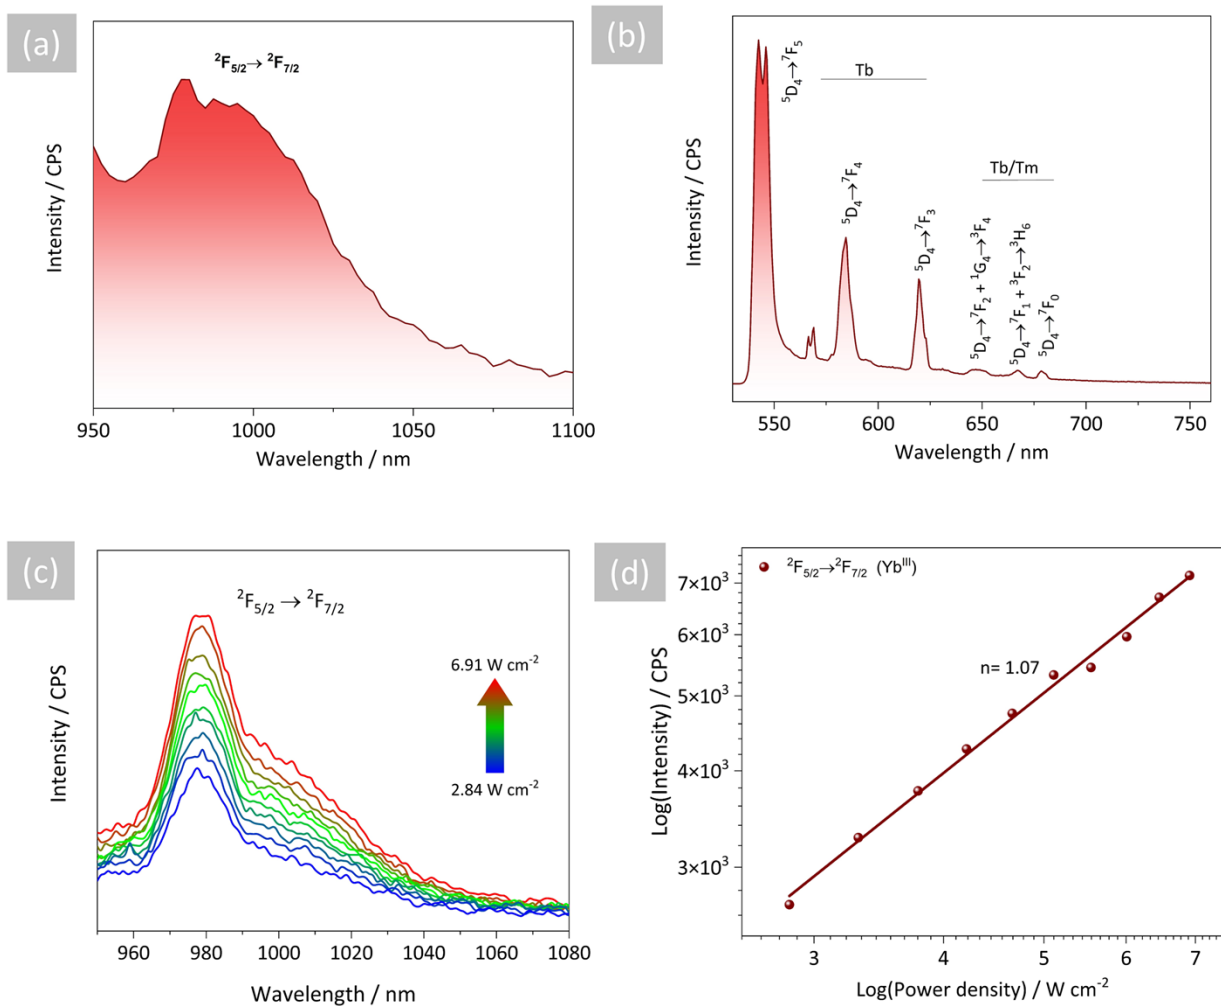 (a)
²F₅/₂→ ²F₇/₂
Intensity / CPS
950
1000
1050
1100
Wavelength / nm
(b)
⁵D₄→⁷F₅
Tb
⁵D₄→⁷F₄
⁵D₄→⁷F₃
Tb/Tm
⁵D₄→⁷F₂ + ¹G₄→³F₄
⁵D₄→⁷F₁ + ³F₂→³H₆
⁵D₄→⁷F₀
Intensity / CPS
550
600
650
700
750
Wavelength / nm
(c)
²F₅/₂ → ²F₇/₂
6.91 W cm⁻²
2.84 W cm⁻²
Intensity / CPS
960
980
1000
1020
1040
1060
1080
Wavelength / nm
(d)
²F₅/₂→²F₇/₂ (Ybᴵᴵᴵ)
n= 1.07
Log(Intensity) / CPS
7×10³
6×10³
5×10³
4×10³
3×10³
3
4
5
6
7
Log(Power density) / W cm⁻²